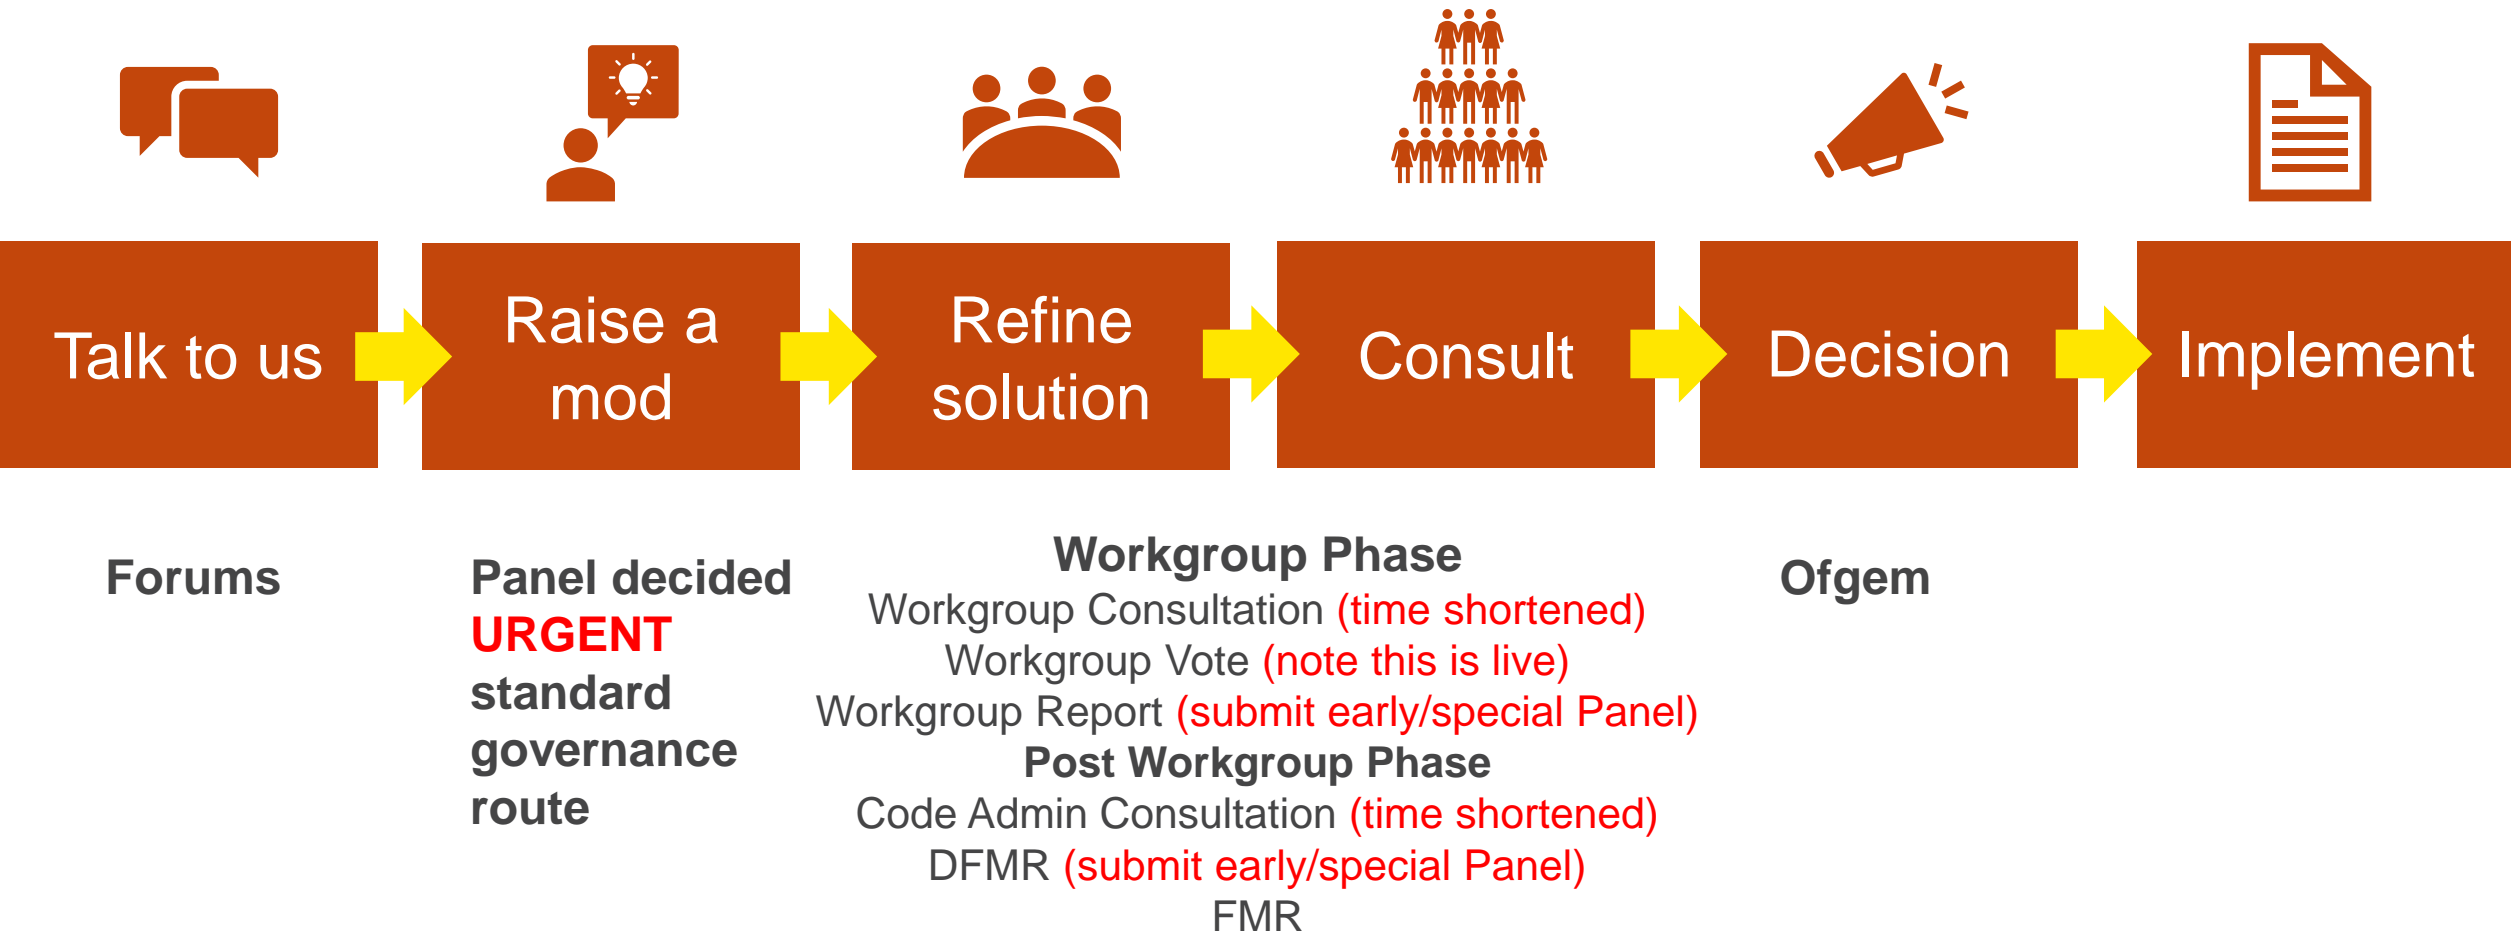 Talk to us
Raise a
mod
Refine
solution
Consult
Decision
Implement
Forums
Panel decided
URGENT
standard
governance
route
Workgroup Phase
Workgroup Consultation (time shortened)
Workgroup Vote (note this is live)
Workgroup Report (submit early/special Panel)
Post Workgroup Phase
Code Admin Consultation (time shortened)
DFMR (submit early/special Panel)
FMR
Ofgem